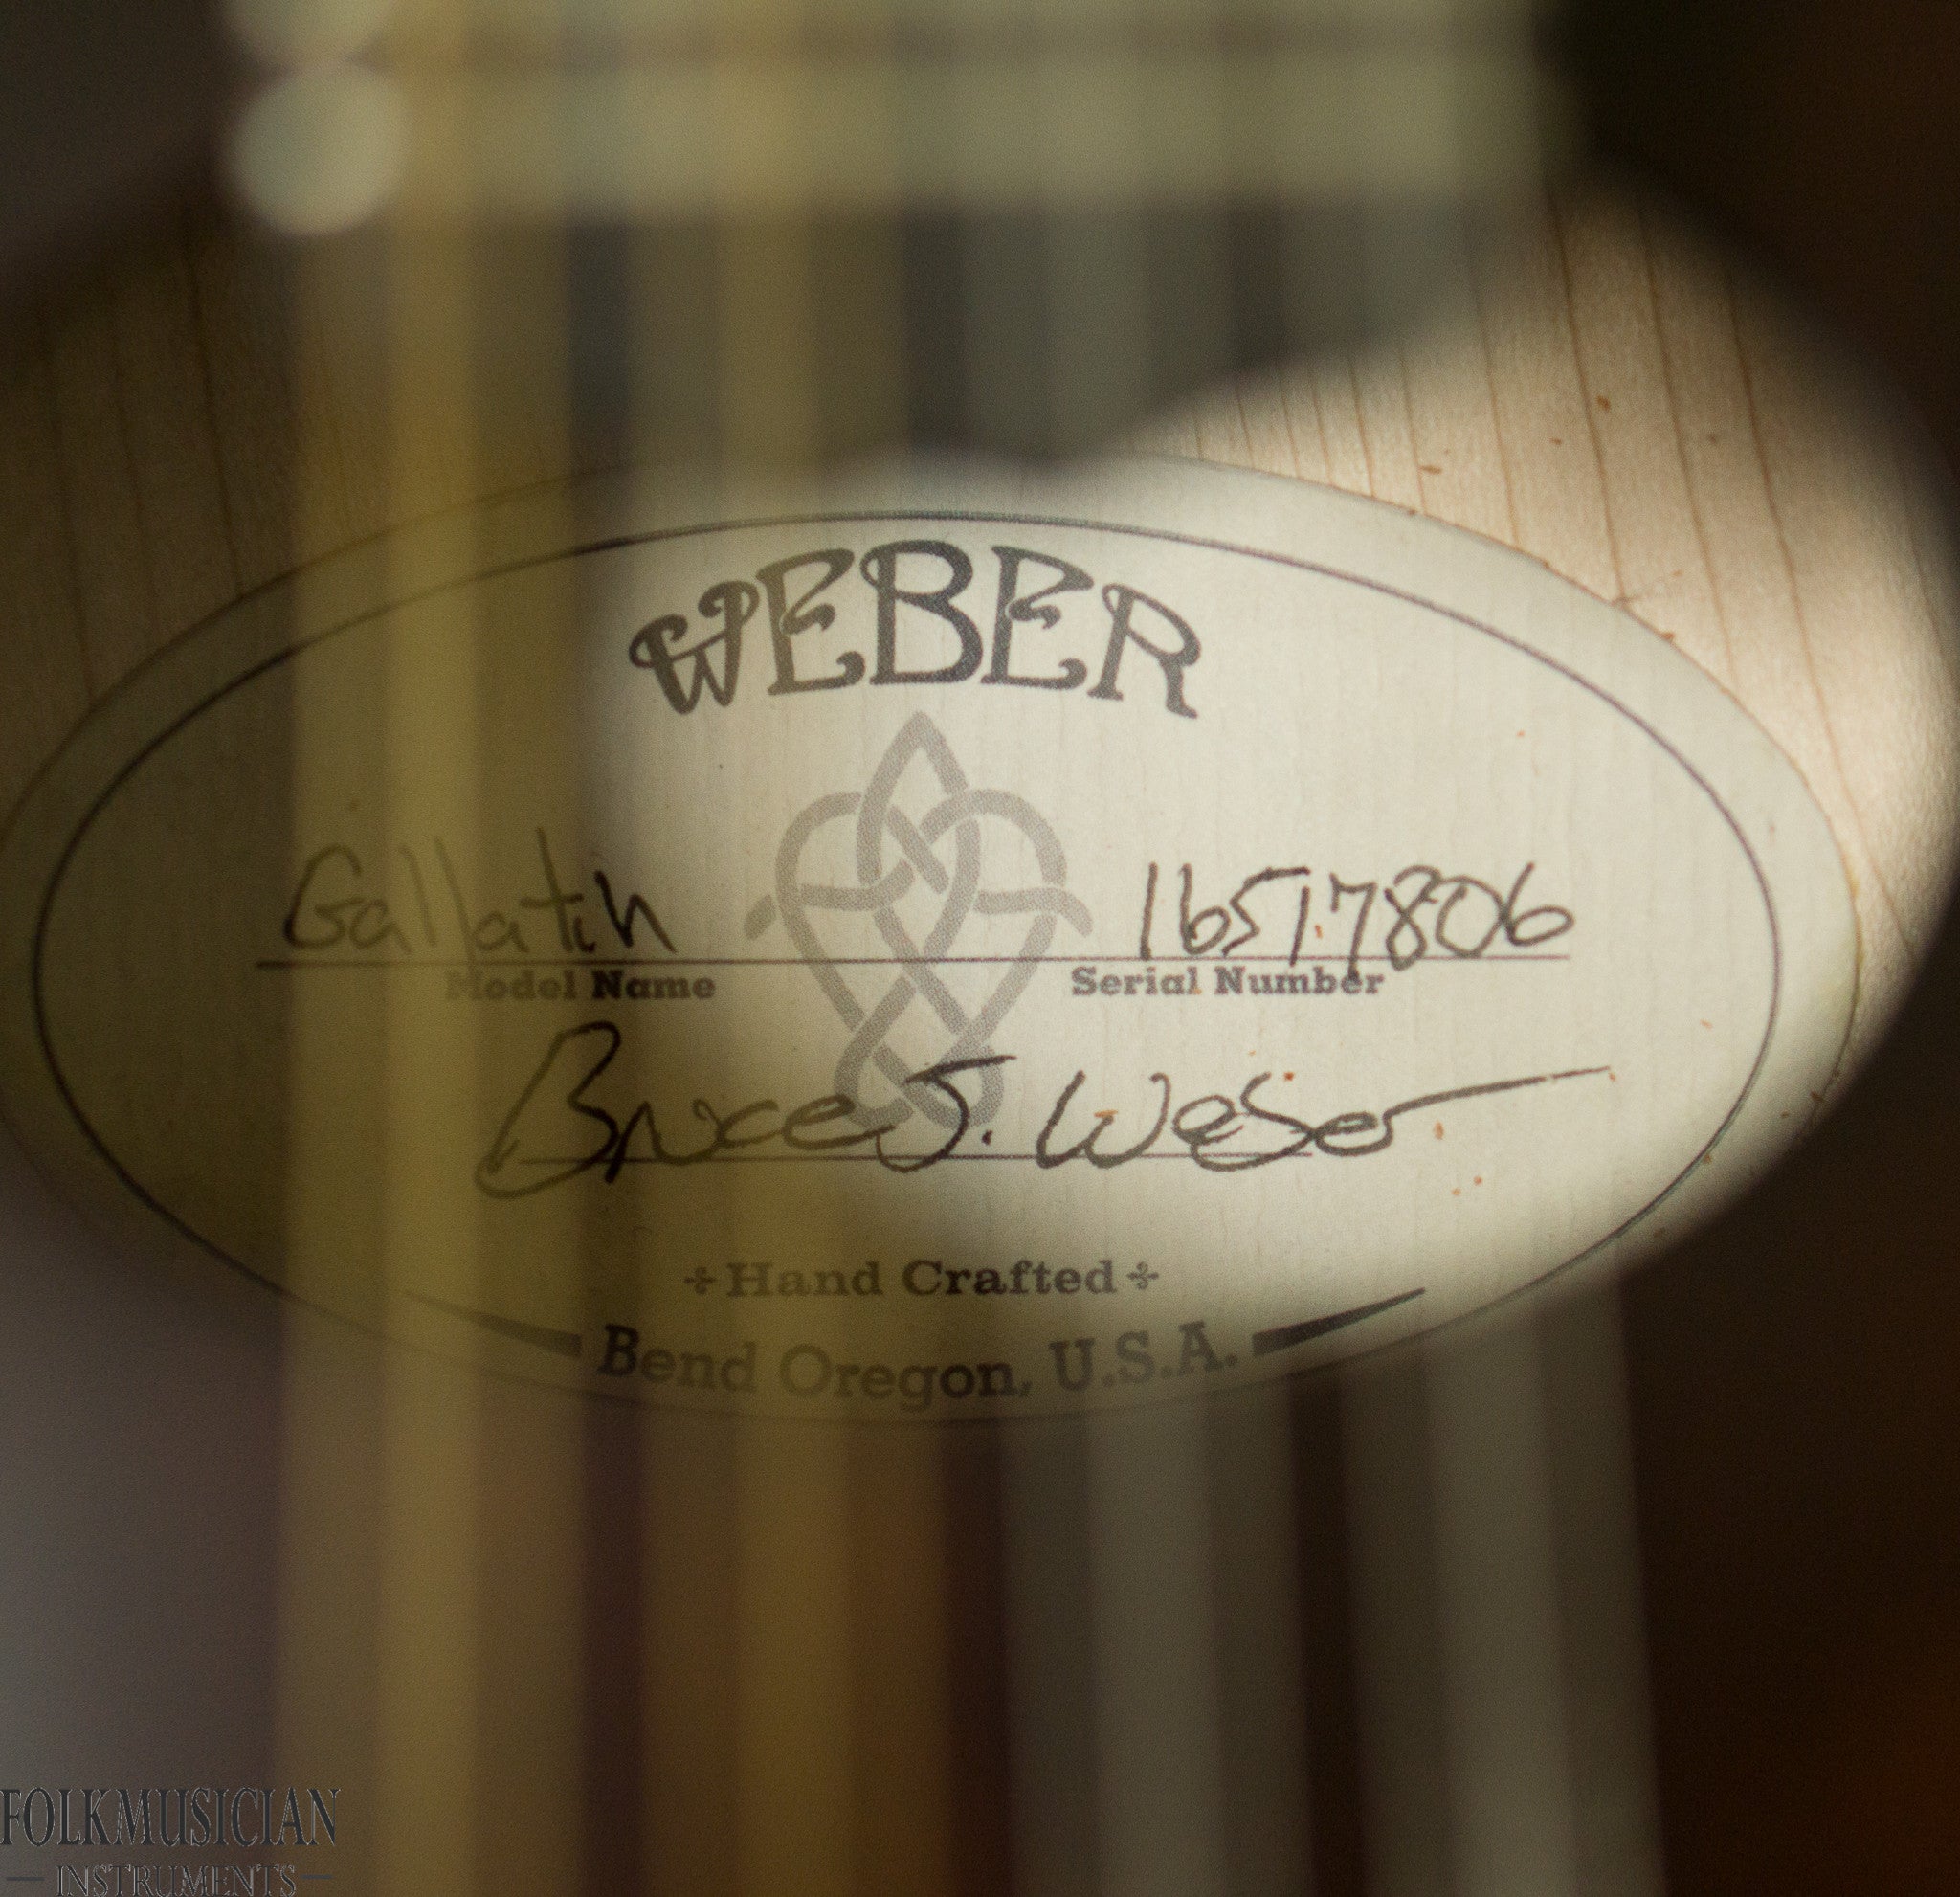 WEBER
Gallatin 16517806
Model Name Serial Number
Bruce J. Weber
Hand Crafted
Bend Oregon, U.S.A.
FOLKMUSICIAN
INSTRUMENTS